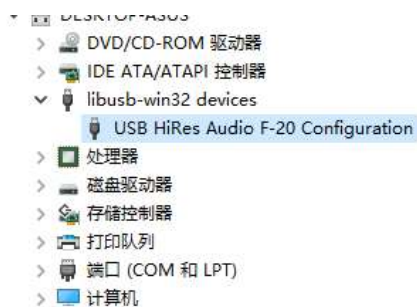 DESKTOP-ASUS
DVD/CD-ROM 驱动器
IDE ATA/ATAPI 控制器
libusb-win32 devices
USB HiRes Audio F-20 Configuration
处理器
磁盘驱动器
存储控制器
打印队列
端口 (COM 和 LPT)
计算机